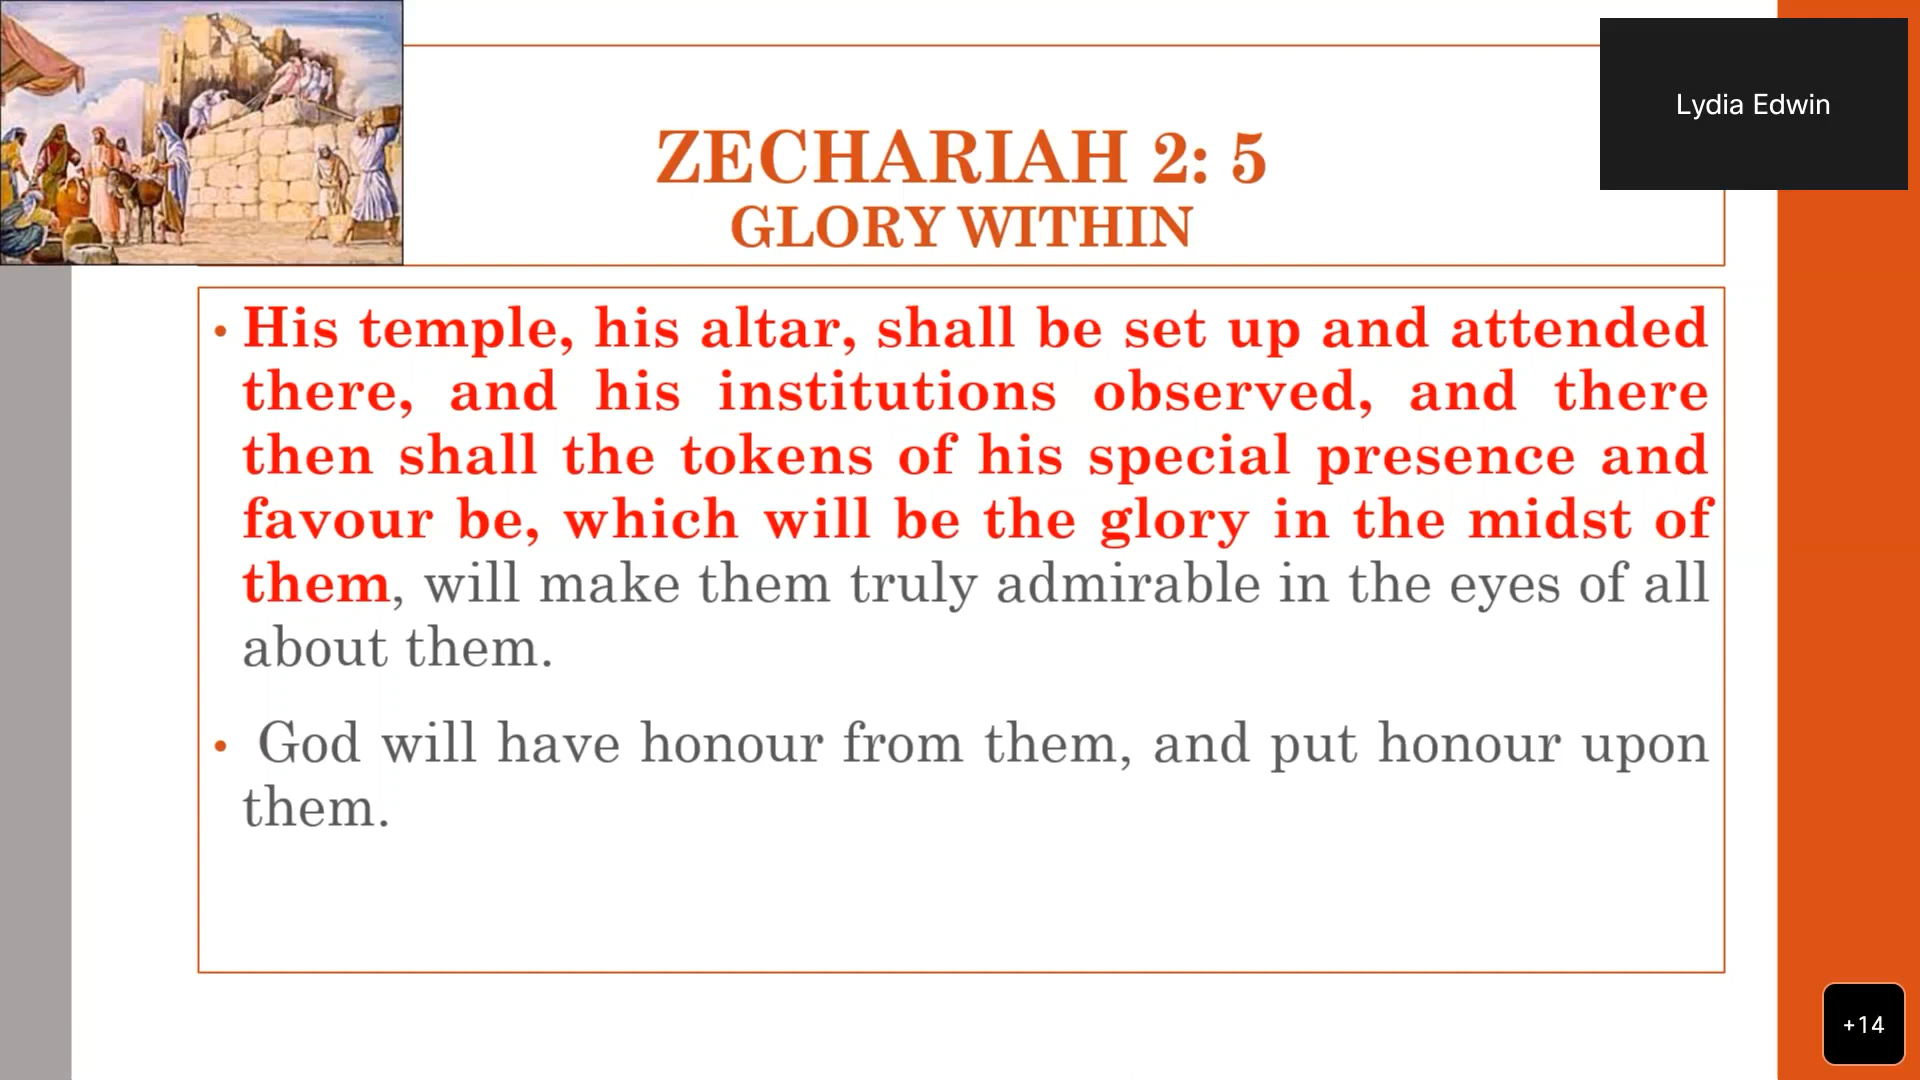 ZECHARIAH 2: 5
GLORY WITHIN
Lydia Edwin
• His temple, his altar, shall be set up and attended
there, and his institutions observed, and there
then shall the tokens of his special presence and
favour be, which will be the glory in the midst of
them, will make them truly admirable in the eyes of all
about them.
• God will have honour from them, and put honour upon
them.
+14